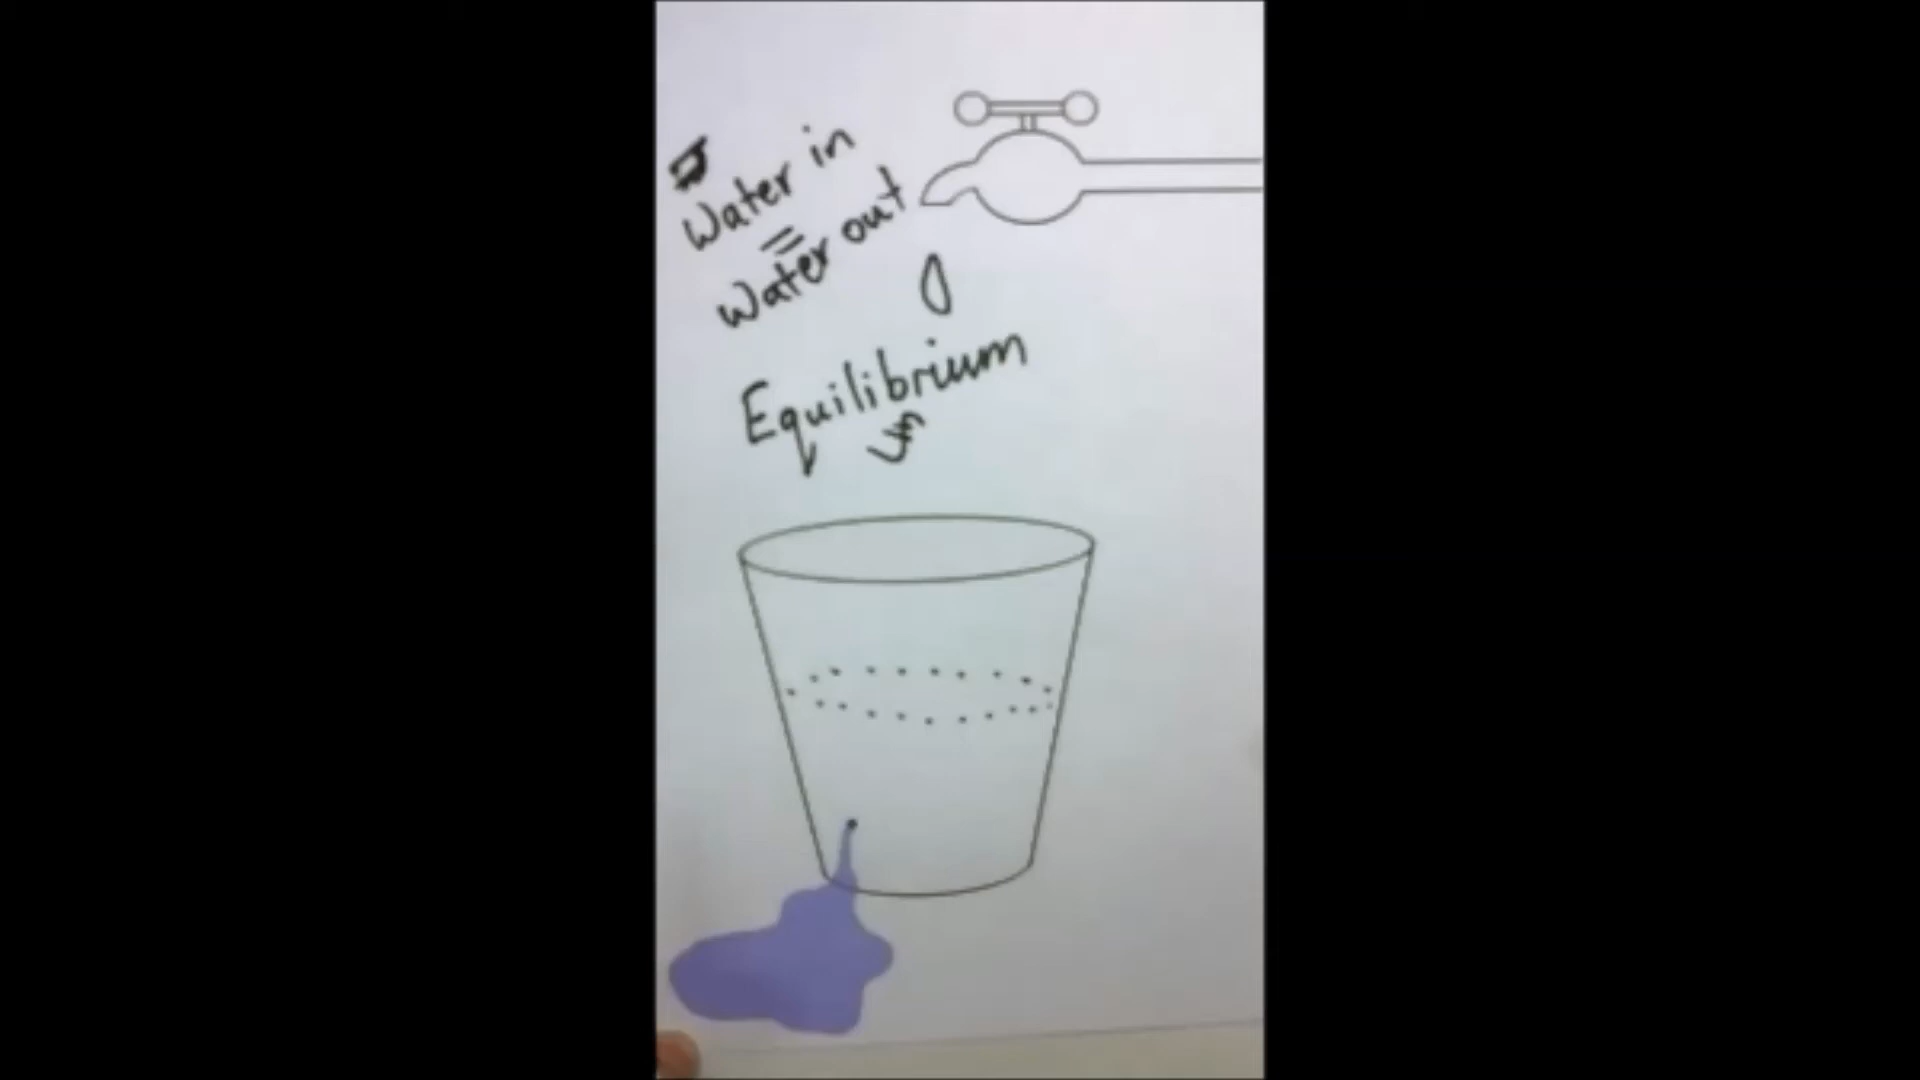 Water in
=
Water out
Equilibrium